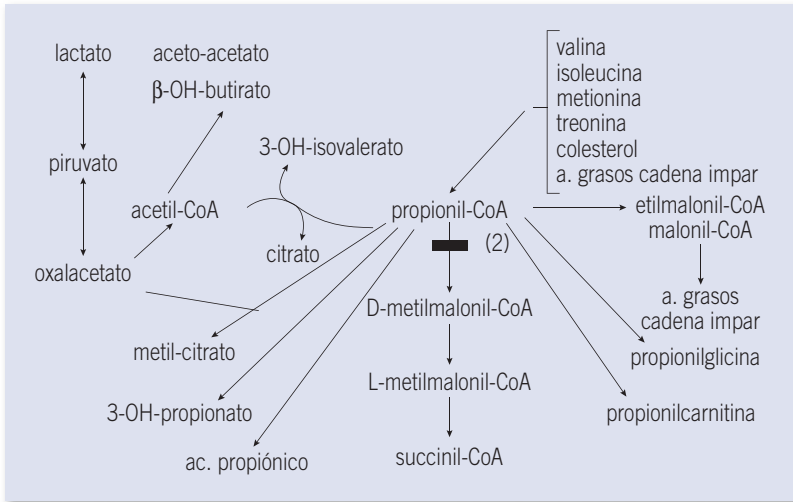 lactato
aceto-acetato
β-OH-butirato
valina
isoleucina
metionina
treonina
colesterol
a. grasos cadena impar
3-OH-isovalerato
piruvato
acetil-CoA
propionil-CoA
etilmalonil-CoA
malonil-CoA
citrato
(2)
oxalacetato
a. grasos
cadena impar
D-metilmalonil-CoA
metil-citrato
propionilglicina
L-metilmalonil-CoA
3-OH-propionato
propionilcarnitina
ac. propiónico
succinil-CoA